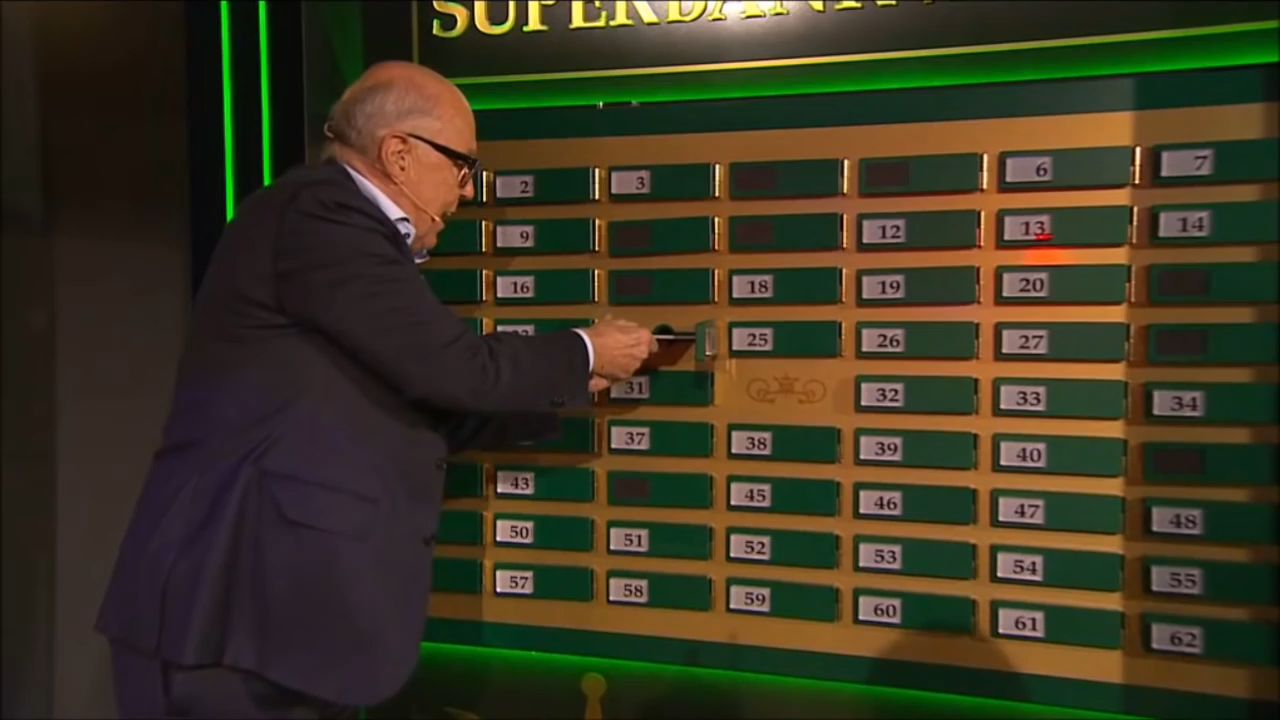 SUPERBANK
2 3 6 7
9 12 13 14
16 18 19 20
25 26 27
31 32 33 34
37 38 39 40
43 45 46 47 48
50 51 52 53 54 55
57 58 59 60 61 62